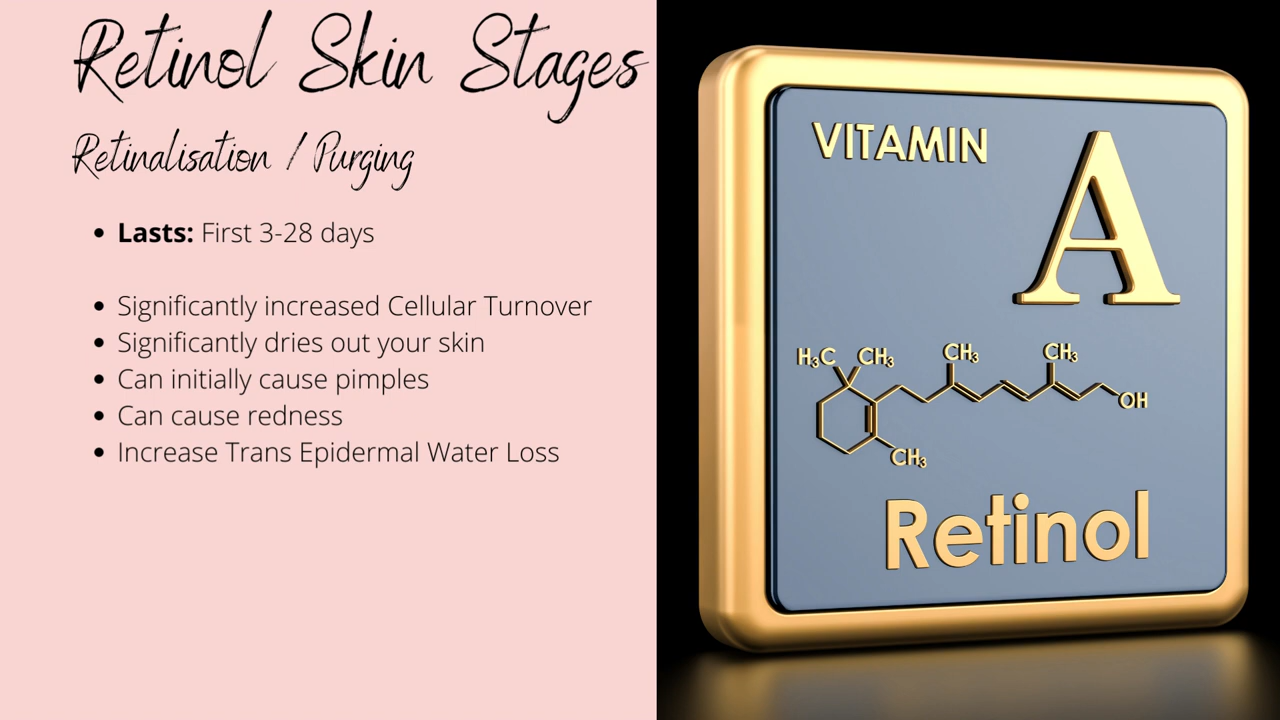 Retinol Skin Stages
Retinalisation / Purging
• Lasts: First 3-28 days
• Significantly increased Cellular Turnover
• Significantly dries out your skin
• Can initially cause pimples
• Can cause redness
• Increase Trans Epidermal Water Loss
VITAMIN A
H₃C CH₃ CH₃ CH₃
OH
CH₃
Retinol